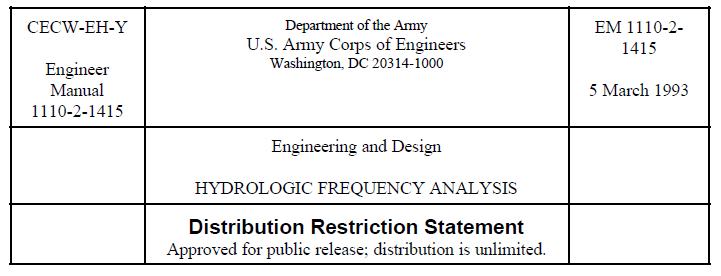 CECW-EH-Y
Engineer
Manual
1110-2-1415
Department of the Army
U.S. Army Corps of Engineers
Washington, DC 20314-1000
EM 1110-2-
1415
5 March 1993
Engineering and Design
HYDROLOGIC FREQUENCY ANALYSIS
Distribution Restriction Statement
Approved for public release; distribution is unlimited.